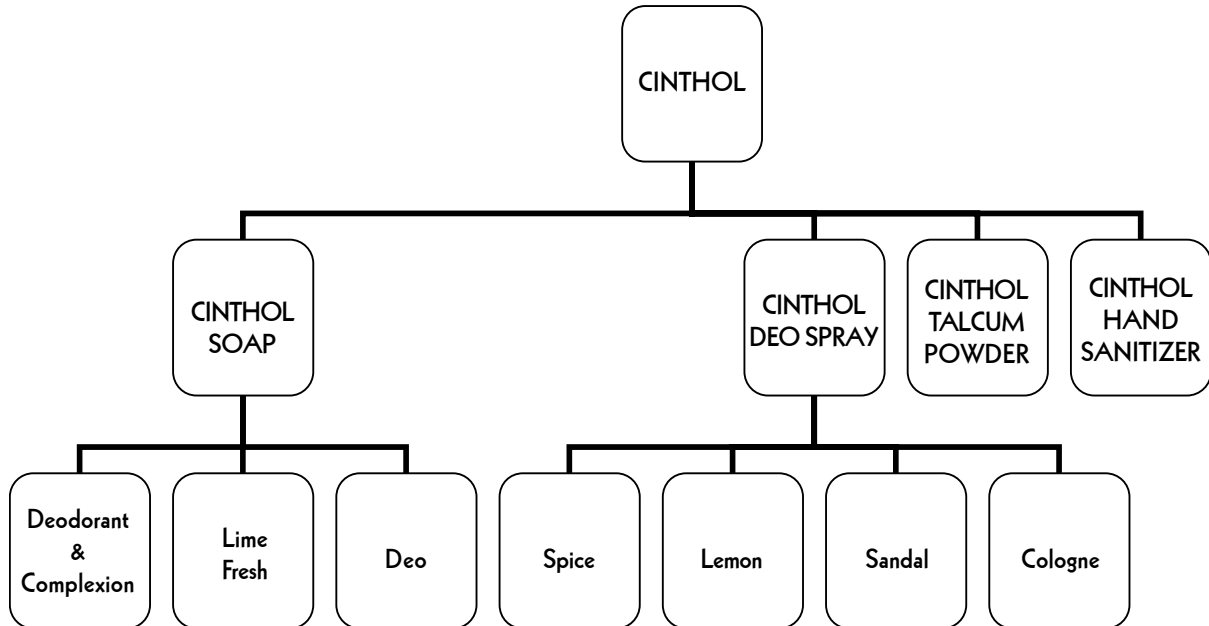 CINTHOL
CINTHOL
SOAP
CINTHOL
DEO SPRAY
CINTHOL
TALCUM
POWDER
CINTHOL
HAND
SANITIZER
Deodorant
&
Complexion
Lime
Fresh
Deo
Spice
Lemon
Sandal
Cologne